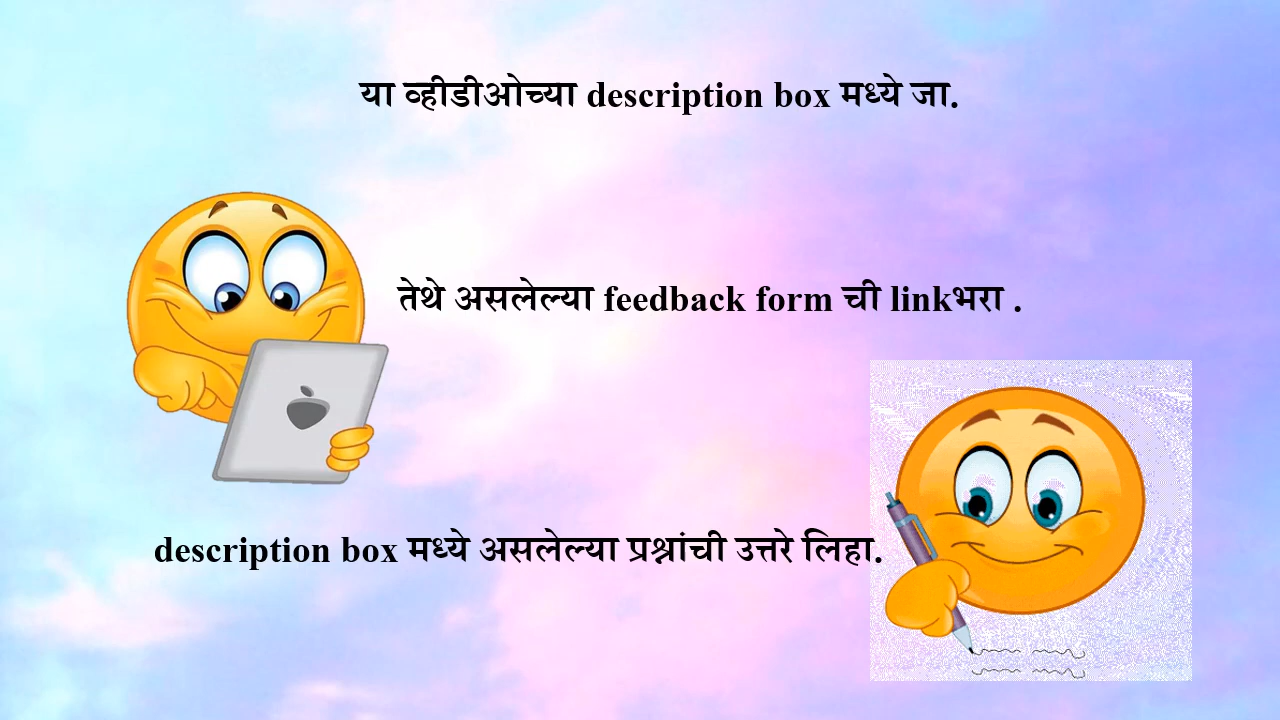 या व्हीडीओच्या description box मध्ये जा.
तेथे असलेल्या feedback form ची linkभरा .
description box मध्ये असलेल्या प्रश्नांची उत्तरे लिहा.